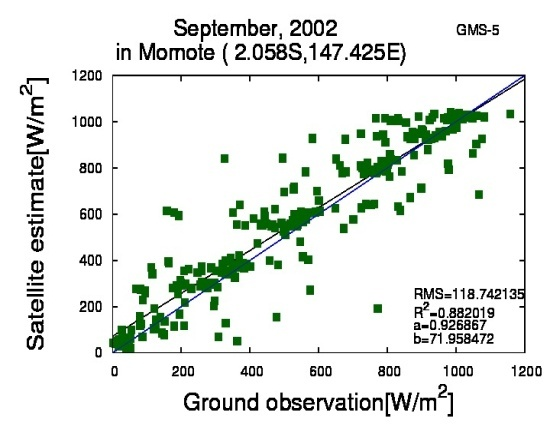 September, 2002
GMS-5
in Momote ( 2.058S,147.425E)
Satellite estimate[W/m²]
1200
1000
800
600
400
200
0
RMS=118.742135
R²=0.882019
a=0.926867
b=71.958472
0 200 400 600 800 1000 1200
Ground observation[W/m²]